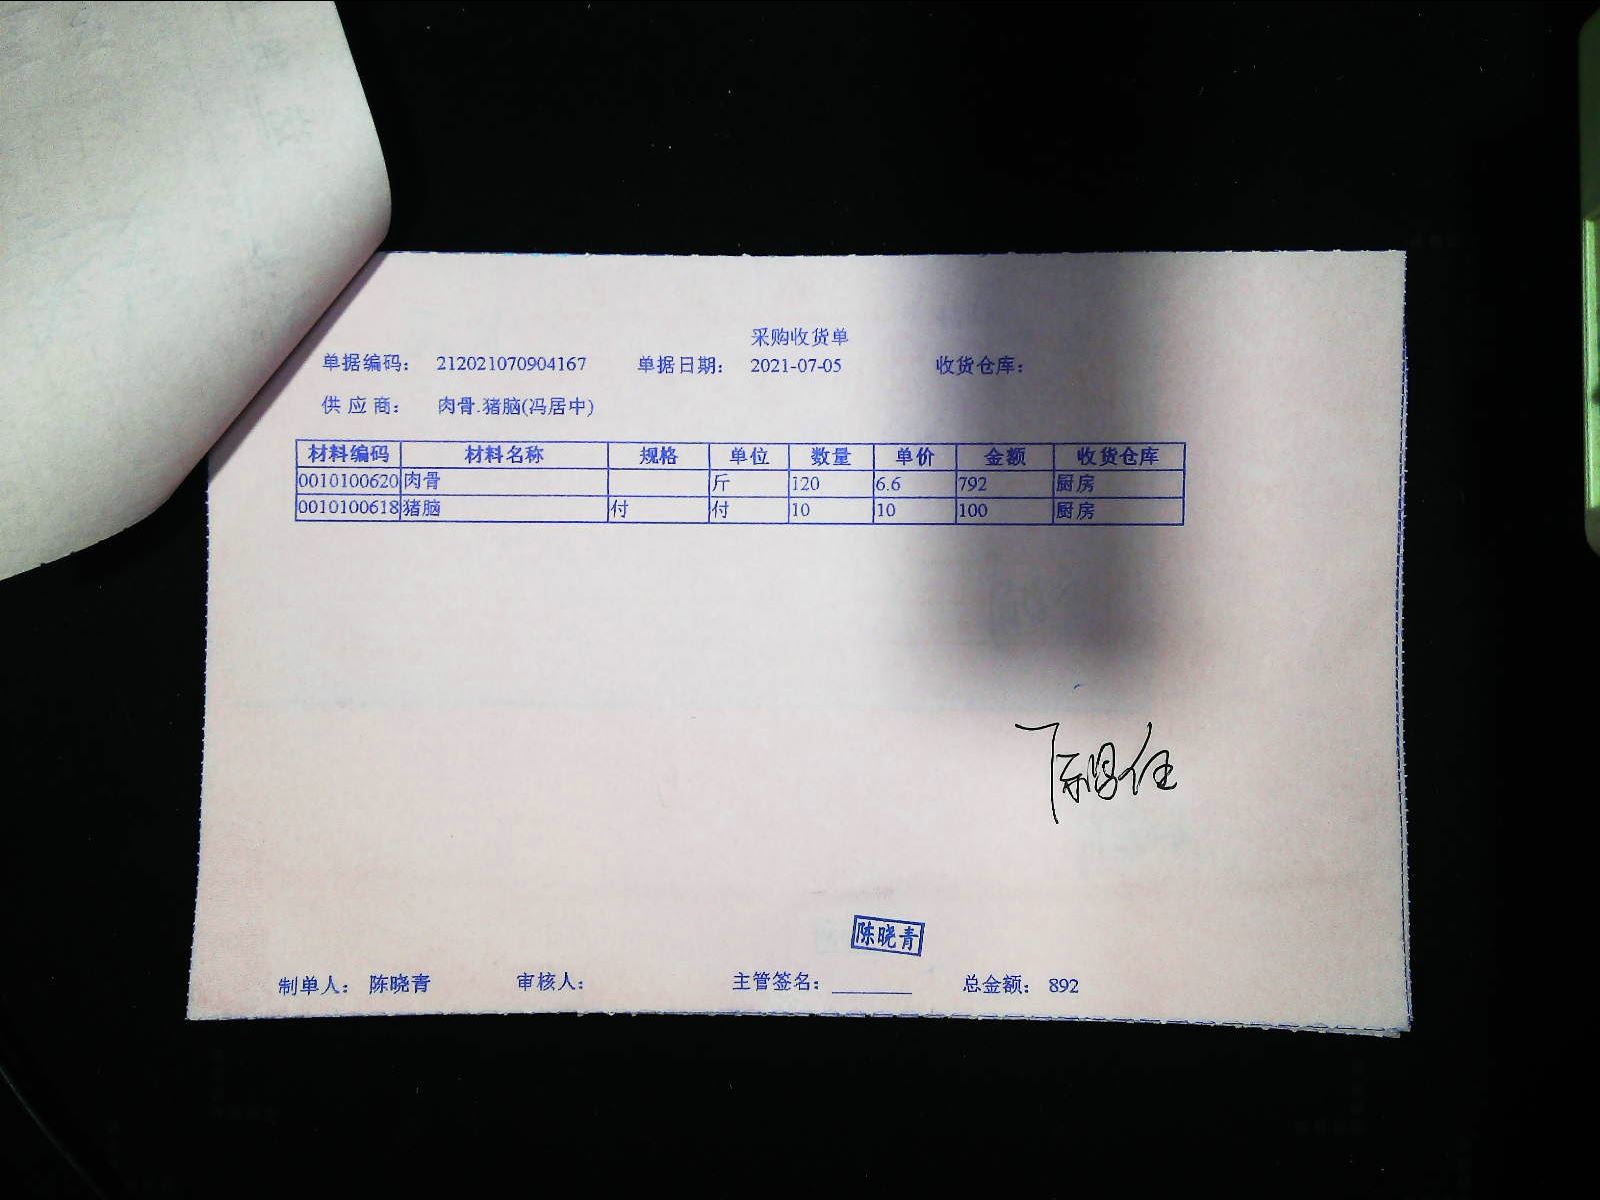 采购收货单
单据编码： 212021070904167 单据日期： 2021-07-05 收货仓库：
供 应 商： 肉骨.猪脑(冯居中)
材料编码 材料名称 规格 单位 数量 单价 金额 收货仓库
0010100620 肉骨 斤 120 6.6 792 厨房
0010100618 猪脑 付 付 10 10 100 厨房
陈晓青
制单人： 陈晓青 审核人： 主管签名： ________ 总金额： 892